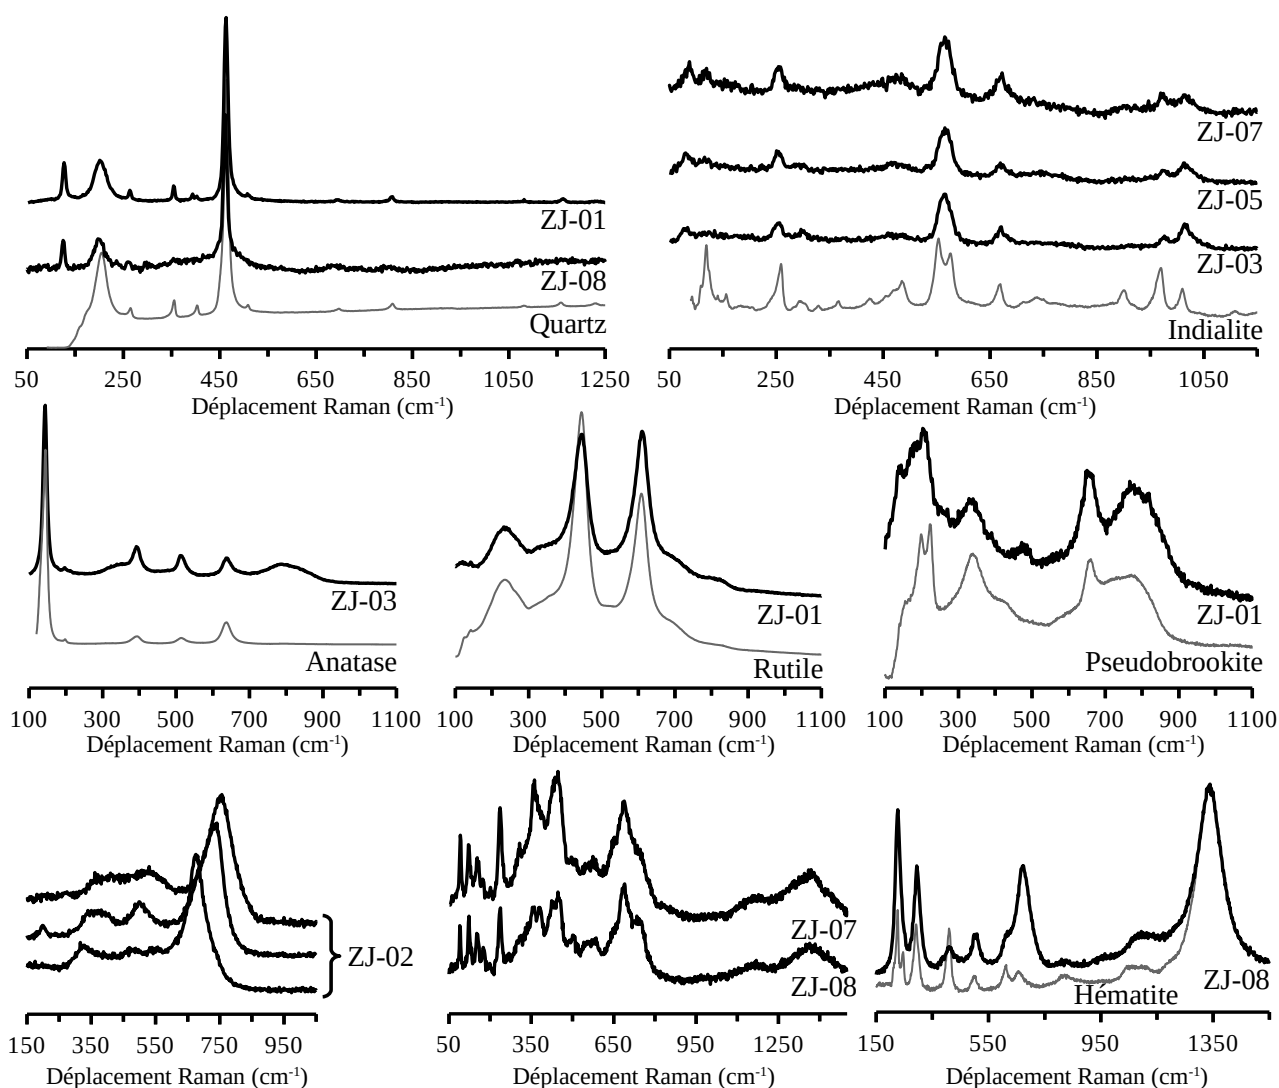 ZJ-01
ZJ-08
Quartz
50 250 450 650 850 1050 1250
Déplacement Raman (cm-1)
ZJ-07
ZJ-05
ZJ-03
Indialite
50 250 450 650 850 1050
Déplacement Raman (cm-1)
ZJ-03
Anatase
100 300 500 700 900 1100
Déplacement Raman (cm-1)
ZJ-01
Rutile
100 300 500 700 900 1100
Déplacement Raman (cm-1)
ZJ-01
Pseudobrookite
100 300 500 700 900 1100
Déplacement Raman (cm-1)
ZJ-02
150 350 550 750 950
Déplacement Raman (cm-1)
ZJ-07
ZJ-08
50 350 650 950 1250
Déplacement Raman (cm-1)
ZJ-08
Hématite
150 550 950 1350
Déplacement Raman (cm-1)